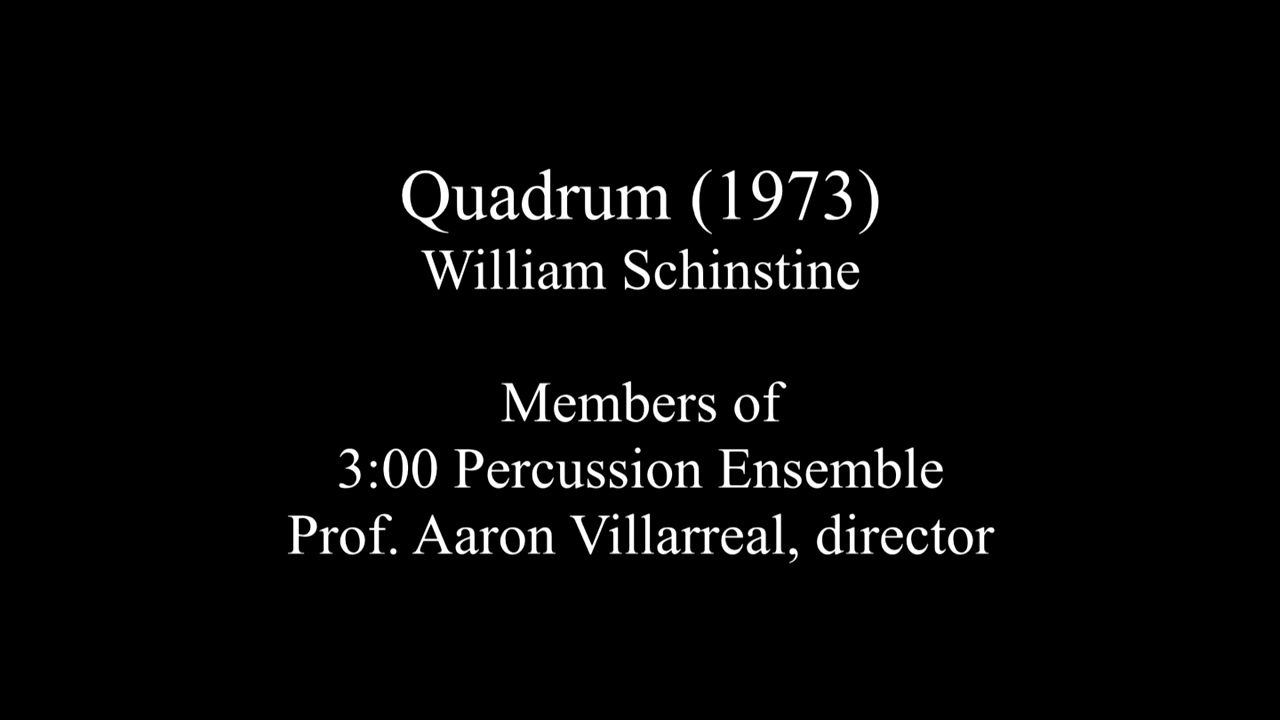 Quadrum (1973)
William Schinstine
Members of
3:00 Percussion Ensemble
Prof. Aaron Villarreal, director